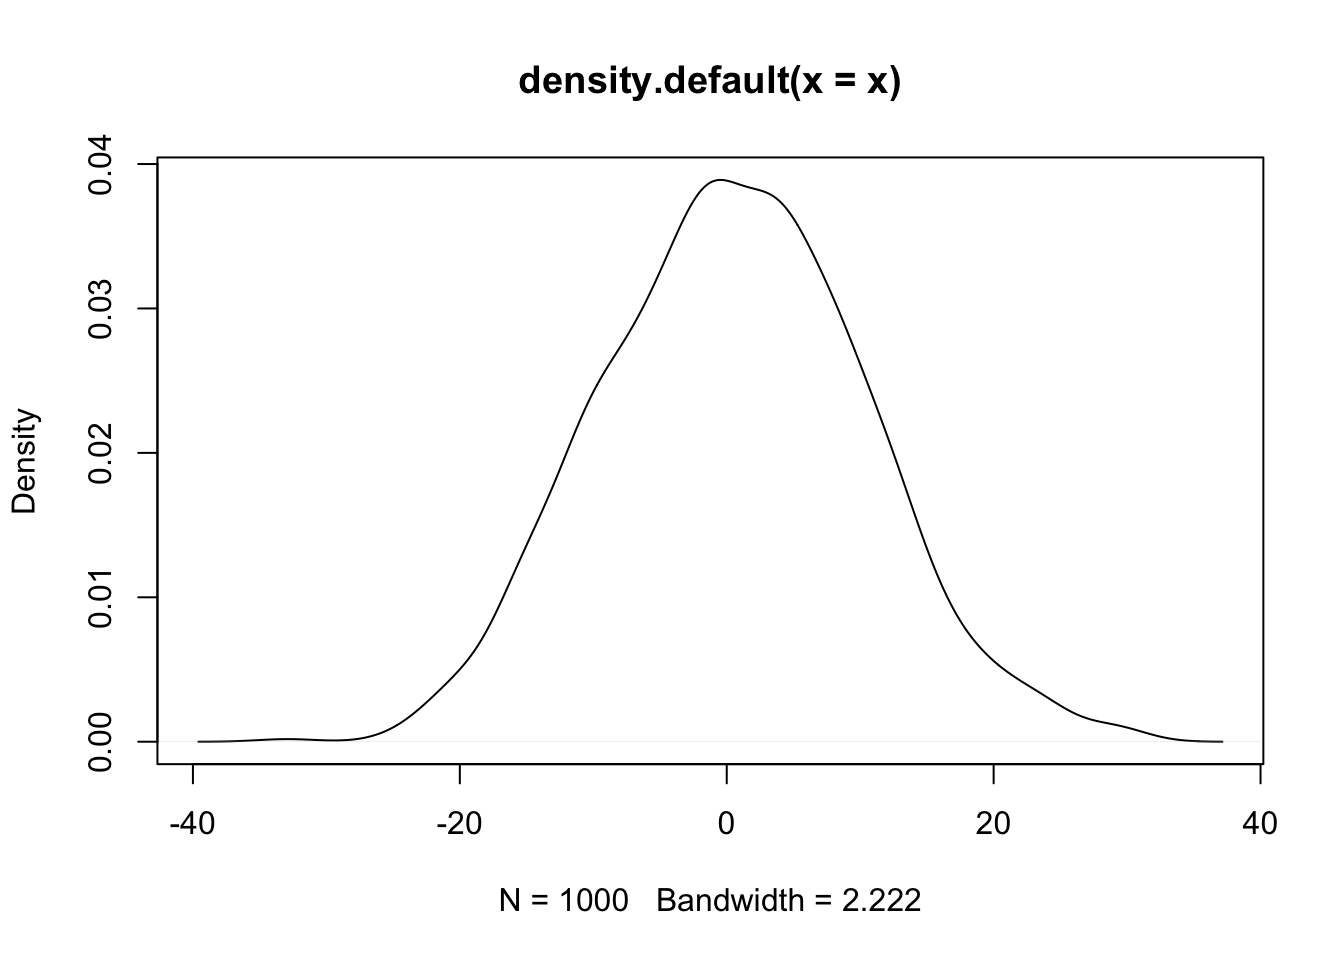 density.default(x = x)
Density
0.04
0.03
0.02
0.01
0.00
-40 -20 0 20 40
N = 1000 Bandwidth = 2.222